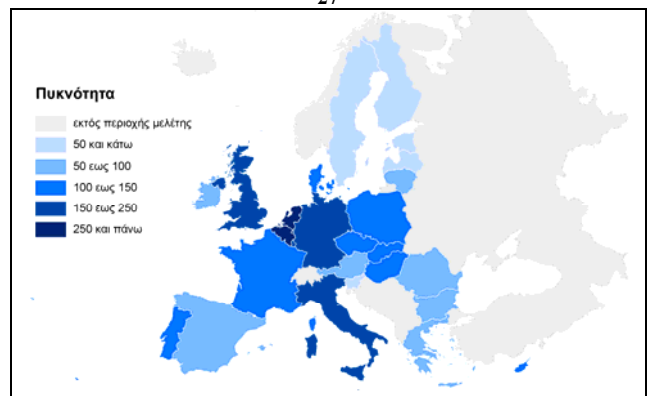 27
Πυκνότητα
εκτός περιοχής μελέτης
50 και κάτω
50 εως 100
100 εως 150
150 εως 250
250 και πάνω